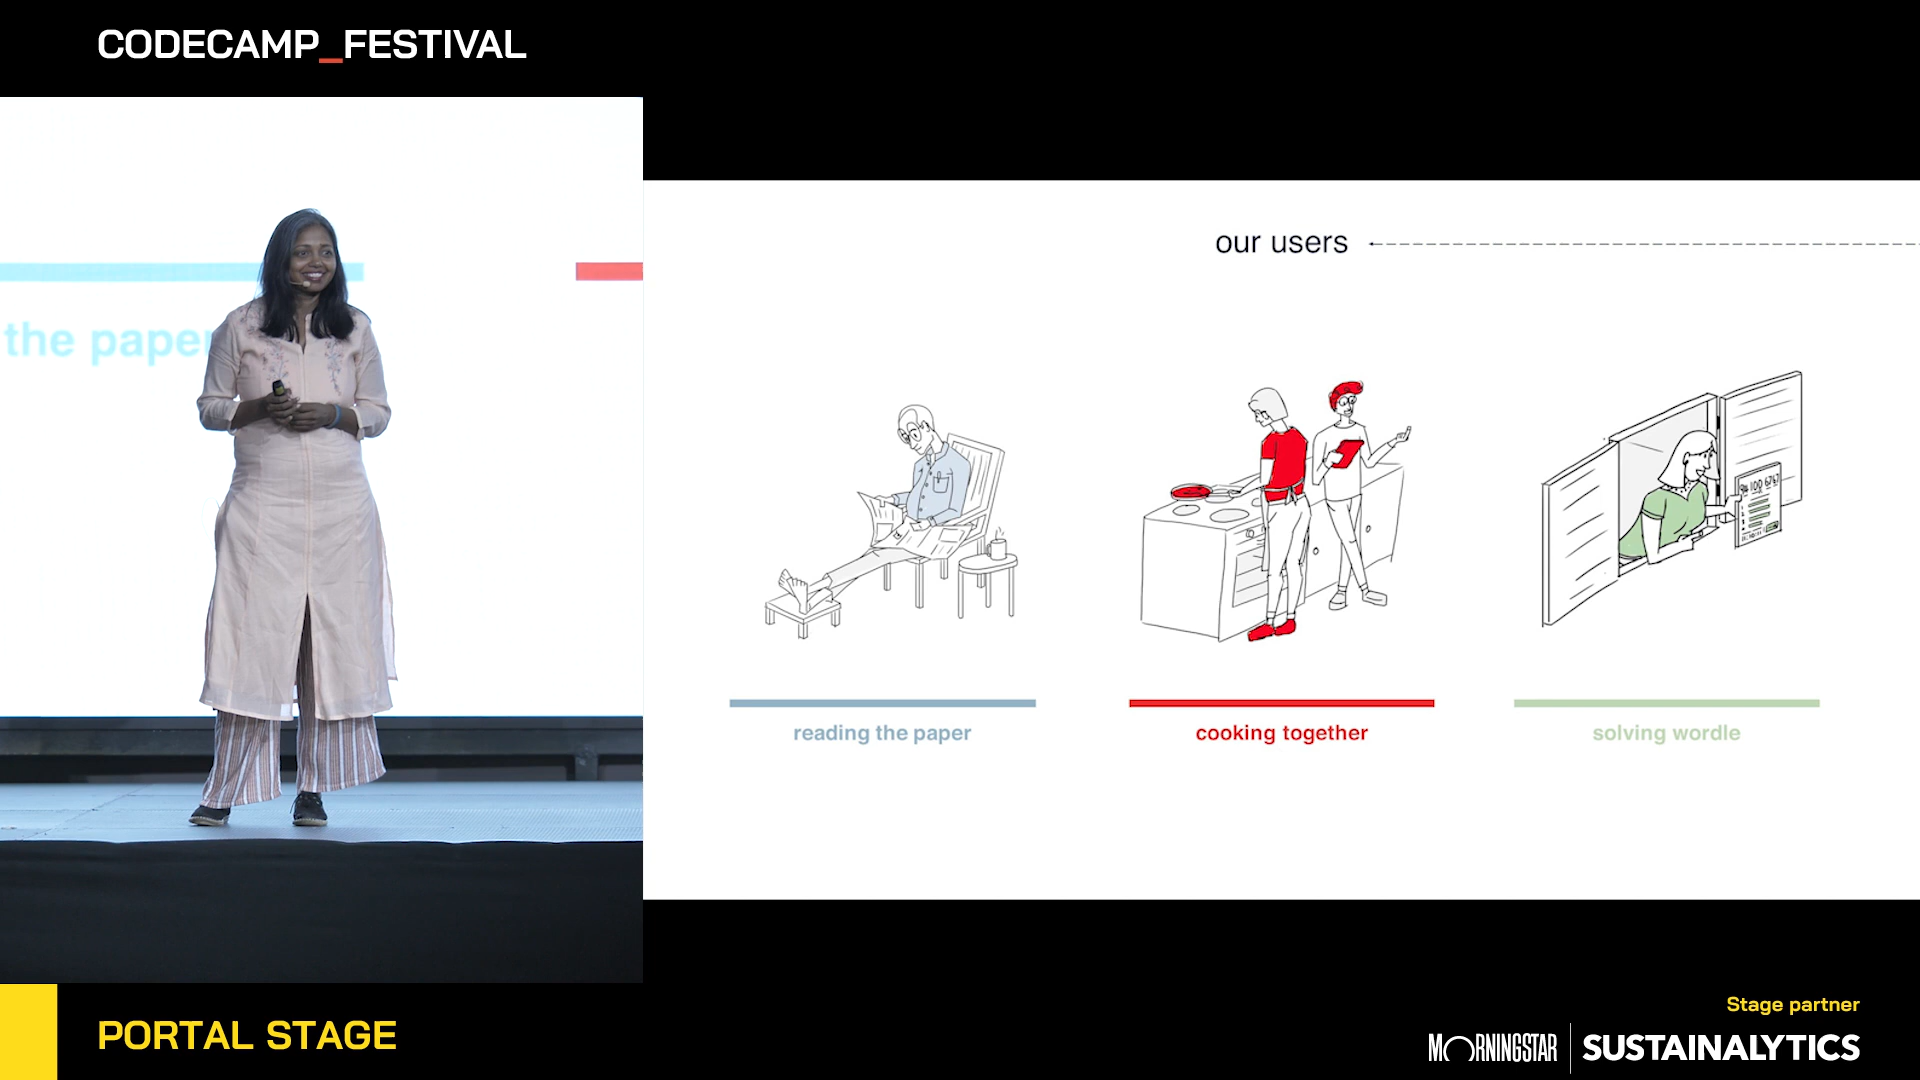 CODECAMP_FESTIVAL
the paper
our users
reading the paper
cooking together
solving wordle
PORTAL STAGE
Stage partner
MORNINGSTAR | SUSTAINALYTICS